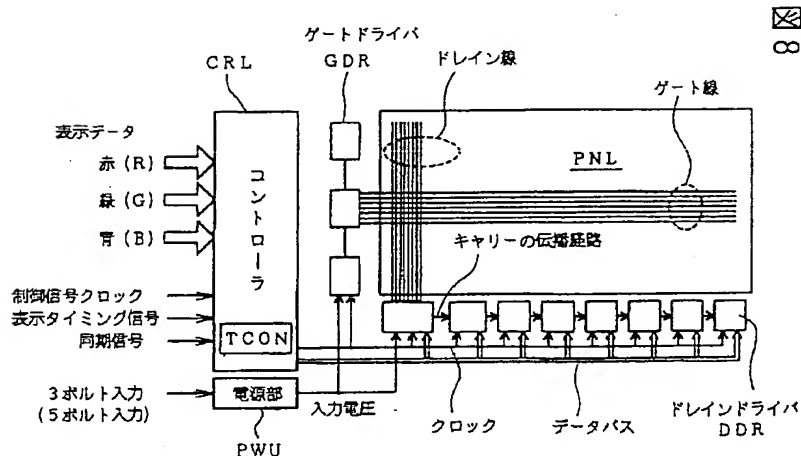 図8
ゲートドライバ
GDR
ドレイン線
CRL
ゲート線
表示データ
赤(R)
緑(G)
青(B)
コントローラ
PNL
キャリーの伝播経路
制御信号クロック
表示タイミング信号
同期信号
TCON
3ボルト入力
(5ボルト入力)
電源部
入力電圧
クロック
データバス
ドレインドライバ
DDR
PWU